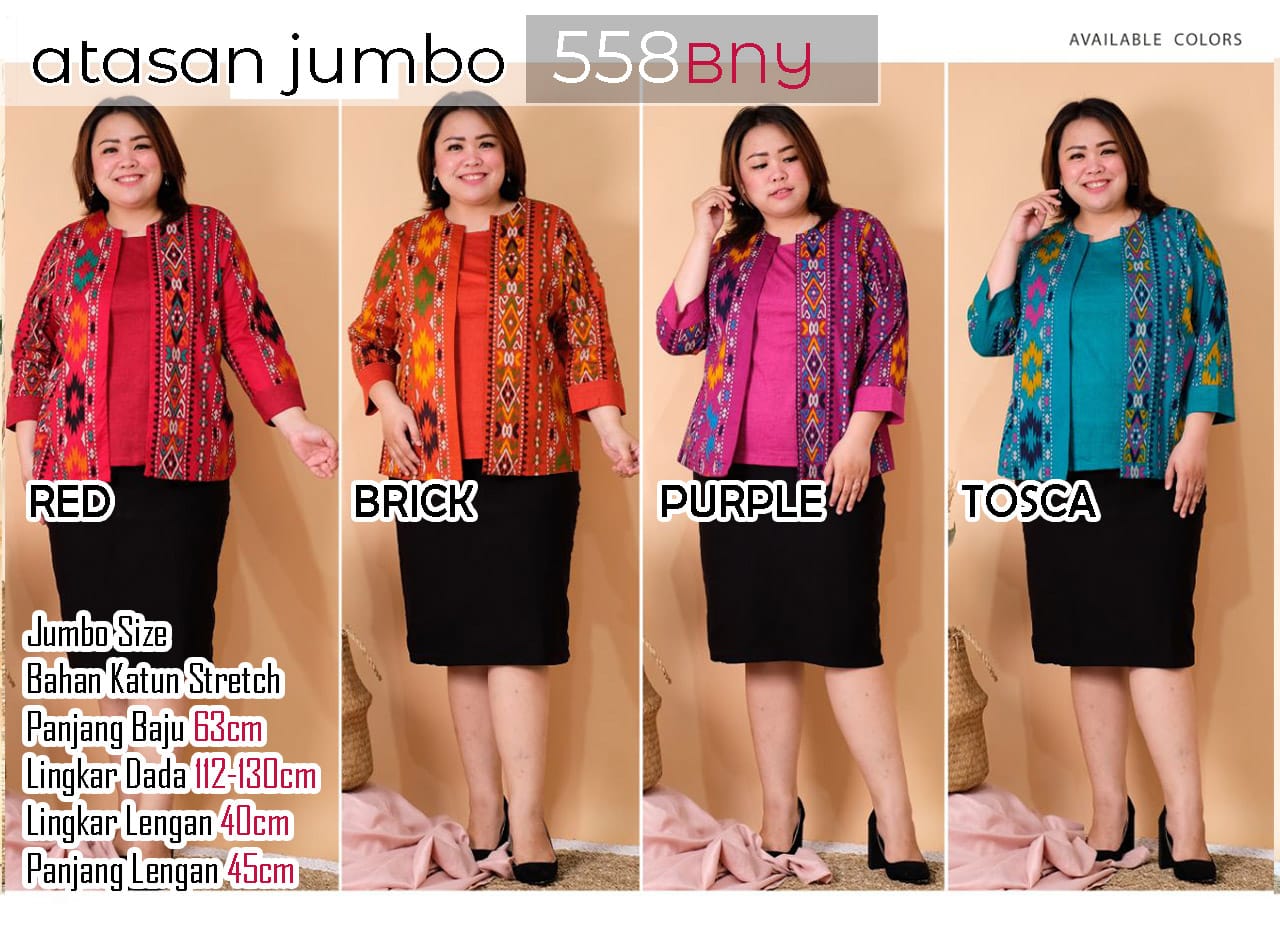 atasan jumbo 558BNY
AVAILABLE COLORS
RED
BRICK
PURPLE
TOSCA
Jumbo Size
Bahan Katun Stretch
Panjang Baju 63cm
Lingkar Dada 112-130cm
Lingkar Lengan 40cm
Panjang Lengan 45cm